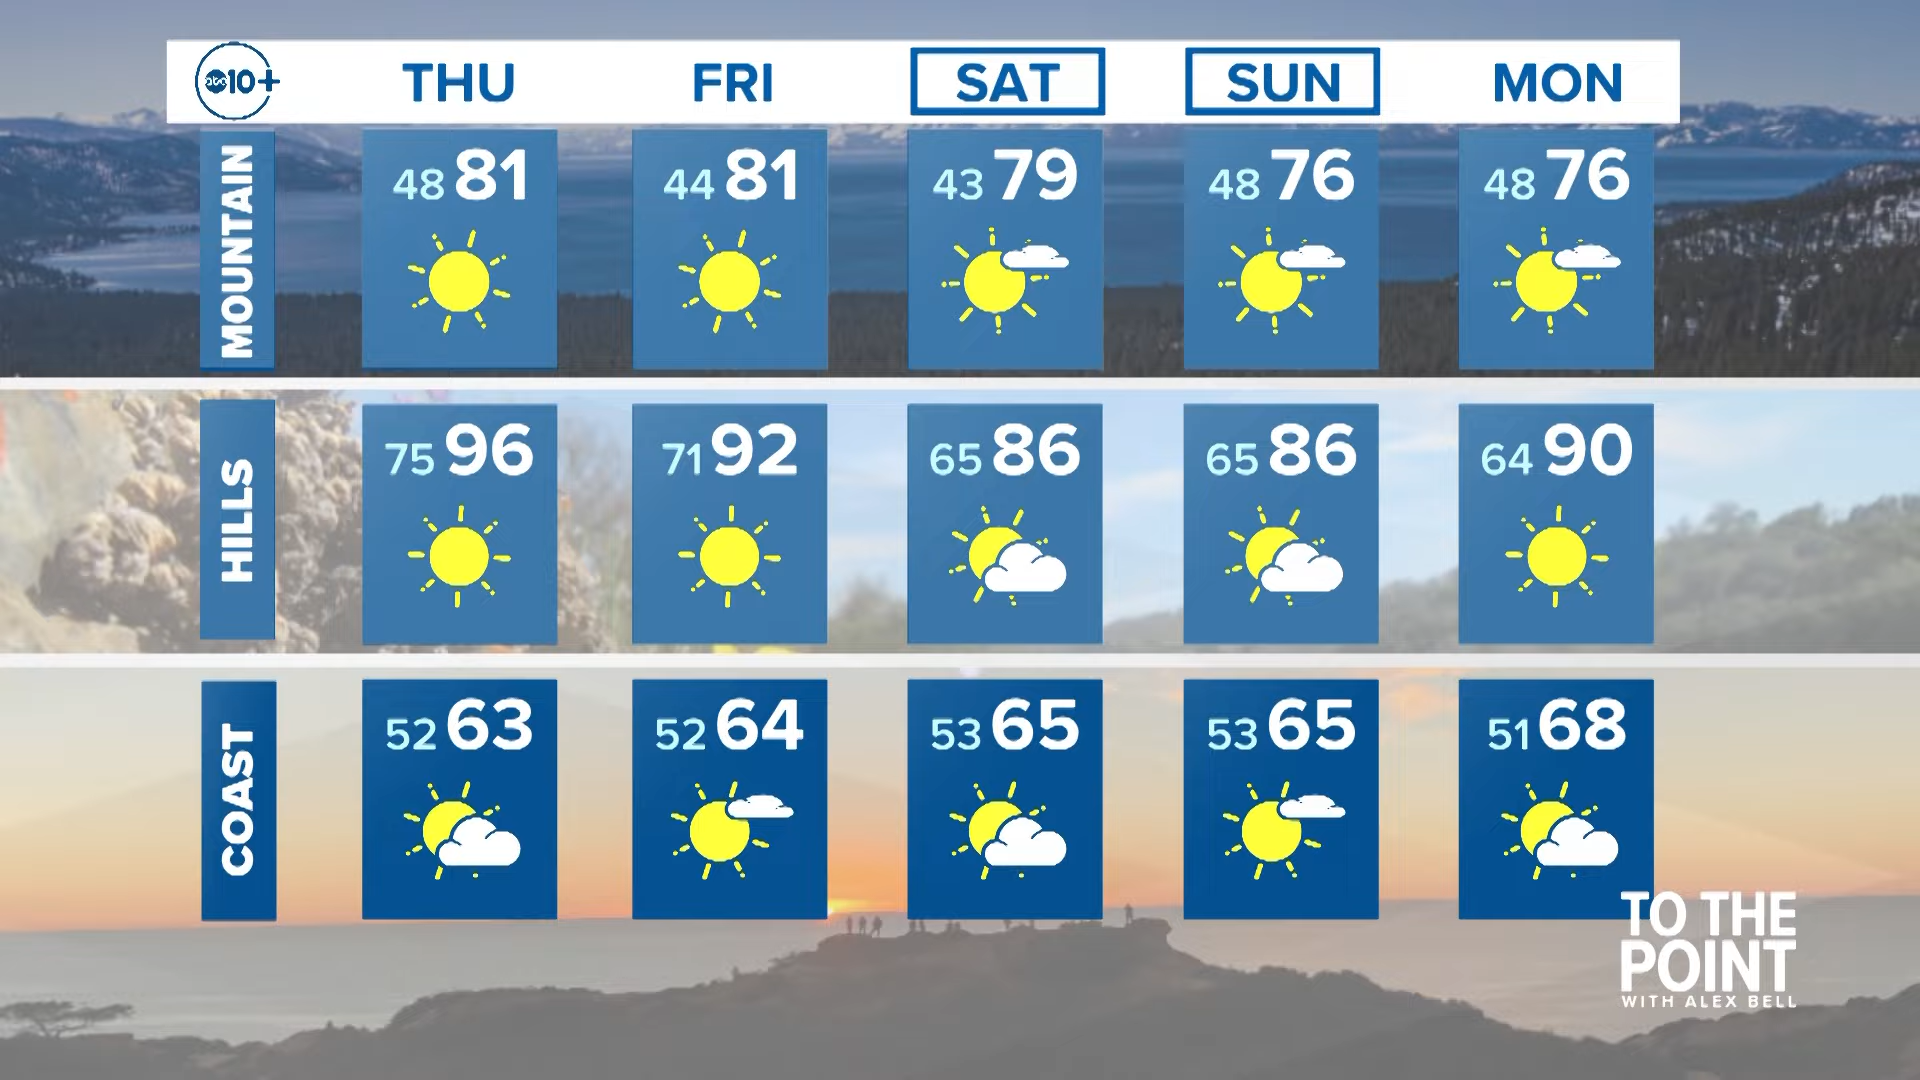 abc10+ THU FRI SAT SUN MON
MOUNTAIN
48 81 44 81 43 79 48 76 48 76
HILLS
75 96 71 92 65 86 65 86 64 90
COAST
52 63 52 64 53 65 53 65 51 68
TO THE
POINT
WITH ALEX BELL